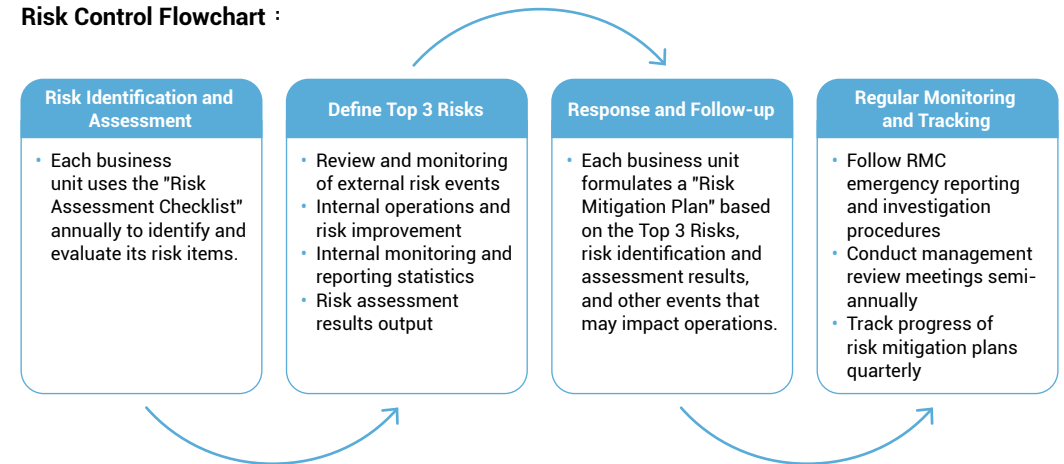 Risk Control Flowchart：
Risk Identification and
Assessment
• Each business
unit uses the "Risk
Assessment Checklist"
annually to identify and
evaluate its risk items.
Define Top 3 Risks
• Review and monitoring
of external risk events
• Internal operations and
risk improvement
• Internal monitoring and
reporting statistics
• Risk assessment
results output
Response and Follow-up
• Each business unit
formulates a "Risk
Mitigation Plan" based
on the Top 3 Risks,
risk identification and
assessment results,
and other events that
may impact operations.
Regular Monitoring
and Tracking
• Follow RMC
emergency reporting
and investigation
procedures
• Conduct management
review meetings semi-
annually
• Track progress of
risk mitigation plans
quarterly